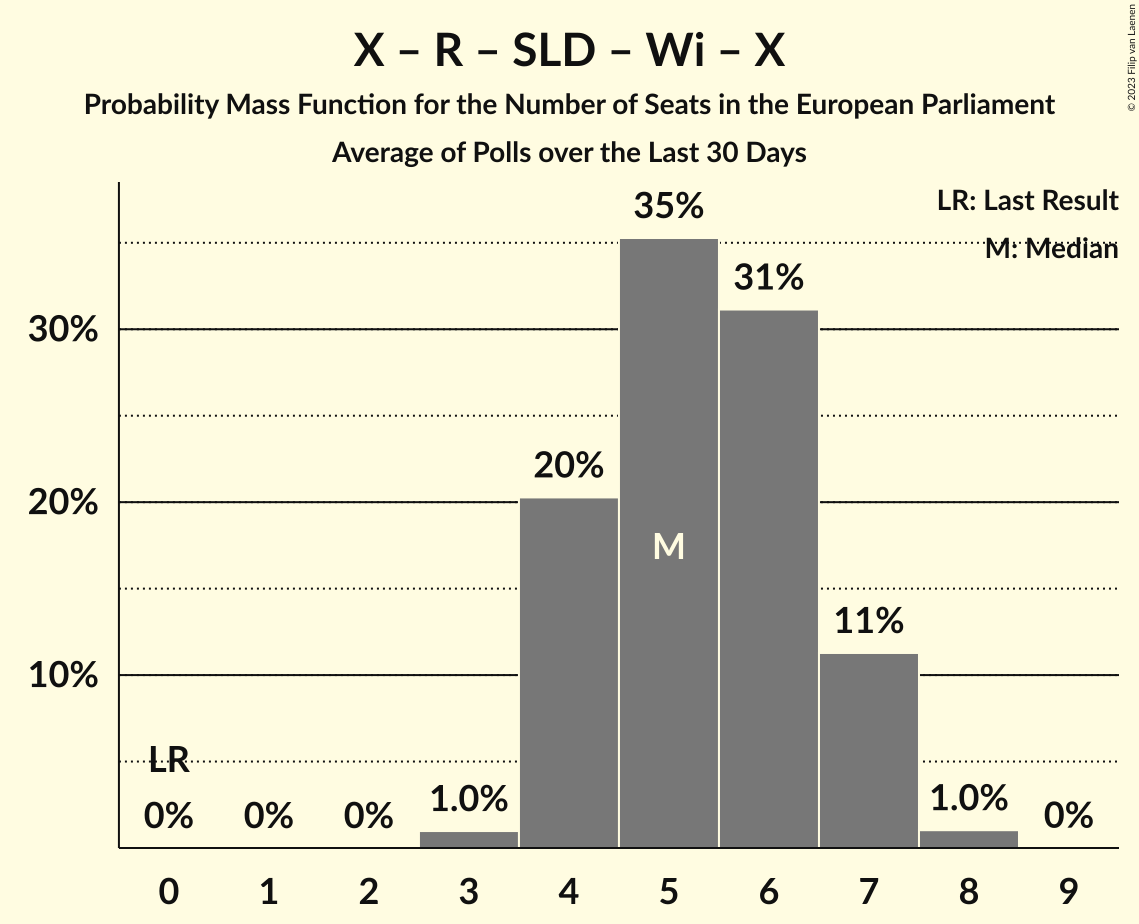 X – R – SLD – Wi – X
Probability Mass Function for the Number of Seats in the European Parliament
Average of Polls over the Last 30 Days
© 2023 Filip van Laenen
LR: Last Result
M: Median
35%
31%
30%
20%
20%
M
11%
10%
LR
0%
0%
0%
1.0%
1.0%
0%
0 1 2 3 4 5 6 7 8 9